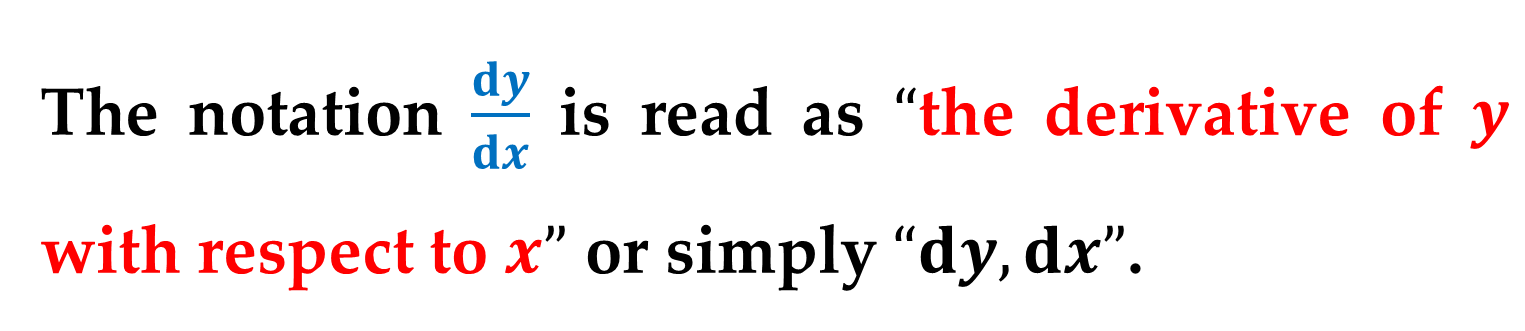 The notation dy/dx is read as “the derivative of y
with respect to x” or simply “dy, dx”.